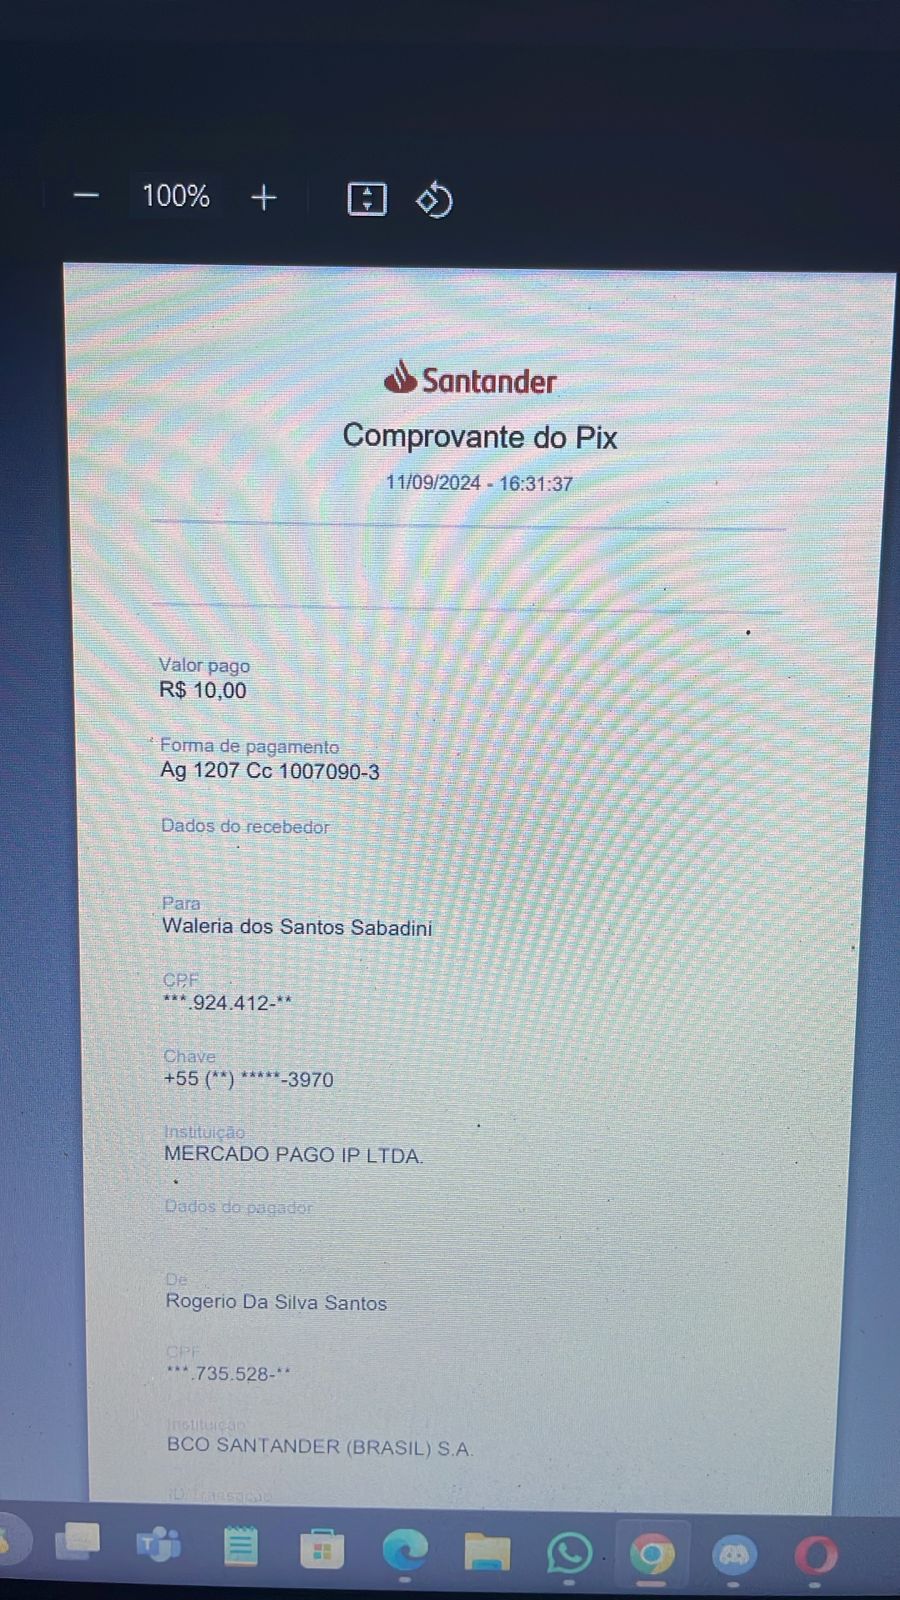 100%
Santander
Comprovante do Pix
11/09/2024 - 16:31:37
Valor pago
R$ 10,00
Forma de pagamento
Ag 1207 Cc 1007090-3
Dados do recebedor
Para
Waleria dos Santos Sabadini
CPF
***.924.412-**
Chave
+55 (**) *****-3970
Instituição
MERCADO PAGO IP LTDA.
Dados do pagador
De
Rogerio Da Silva Santos
CPF
***.735.528-**
Instituição
BCO SANTANDER (BRASIL) S.A.
ID/Transação